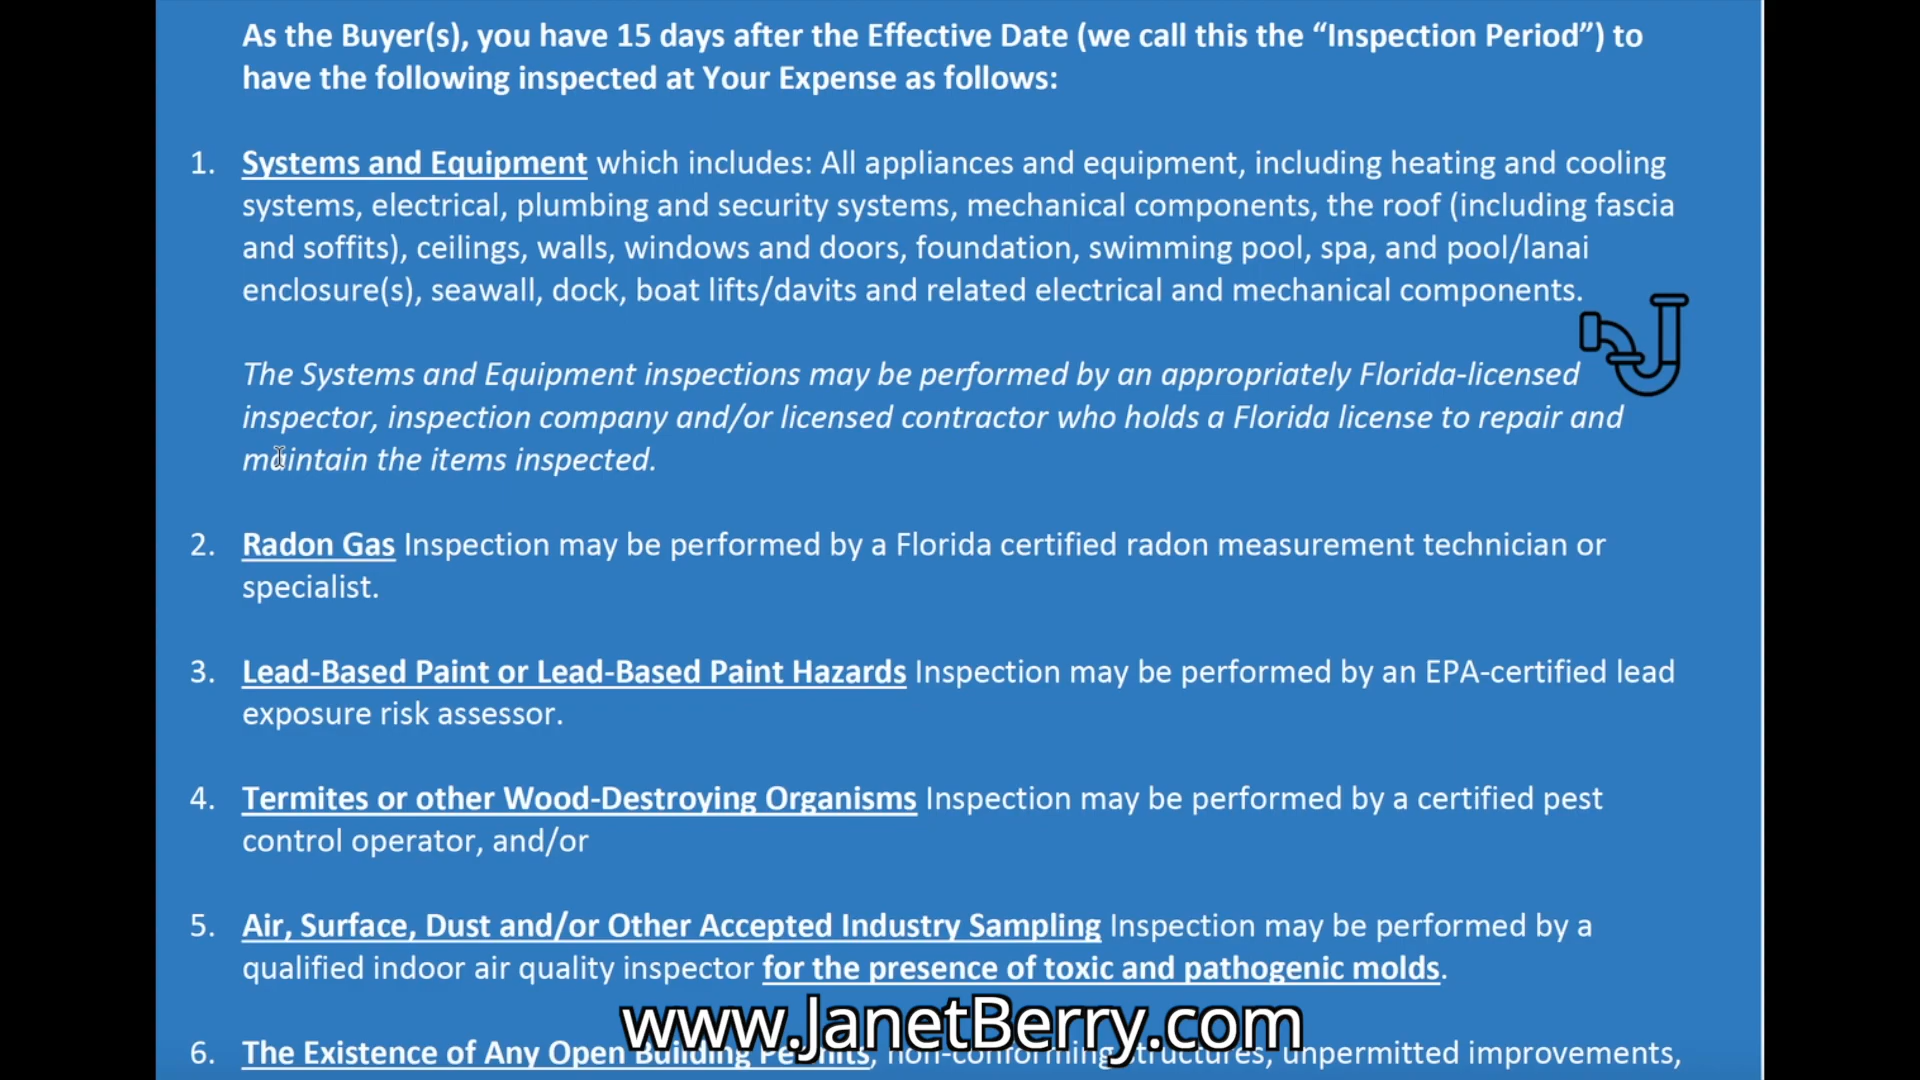 As the Buyer(s), you have 15 days after the Effective Date (we call this the “Inspection Period”) to
have the following inspected at Your Expense as follows:
1. Systems and Equipment which includes: All appliances and equipment, including heating and cooling
systems, electrical, plumbing and security systems, mechanical components, the roof (including fascia
and soffits), ceilings, walls, windows and doors, foundation, swimming pool, spa, and pool/lanai
enclosure(s), seawall, dock, boat lifts/davits and related electrical and mechanical components.
The Systems and Equipment inspections may be performed by an appropriately Florida-licensed
inspector, inspection company and/or licensed contractor who holds a Florida license to repair and
maintain the items inspected.
2. Radon Gas Inspection may be performed by a Florida certified radon measurement technician or
specialist.
3. Lead-Based Paint or Lead-Based Paint Hazards Inspection may be performed by an EPA-certified lead
exposure risk assessor.
4. Termites or other Wood-Destroying Organisms Inspection may be performed by a certified pest
control operator, and/or
5. Air, Surface, Dust and/or Other Accepted Industry Sampling Inspection may be performed by a
qualified indoor air quality inspector for the presence of toxic and pathogenic molds.
www.JanetBerry.com
6. The Existence of Any Open Building Permits, non-conforming structures, unpermitted improvements,